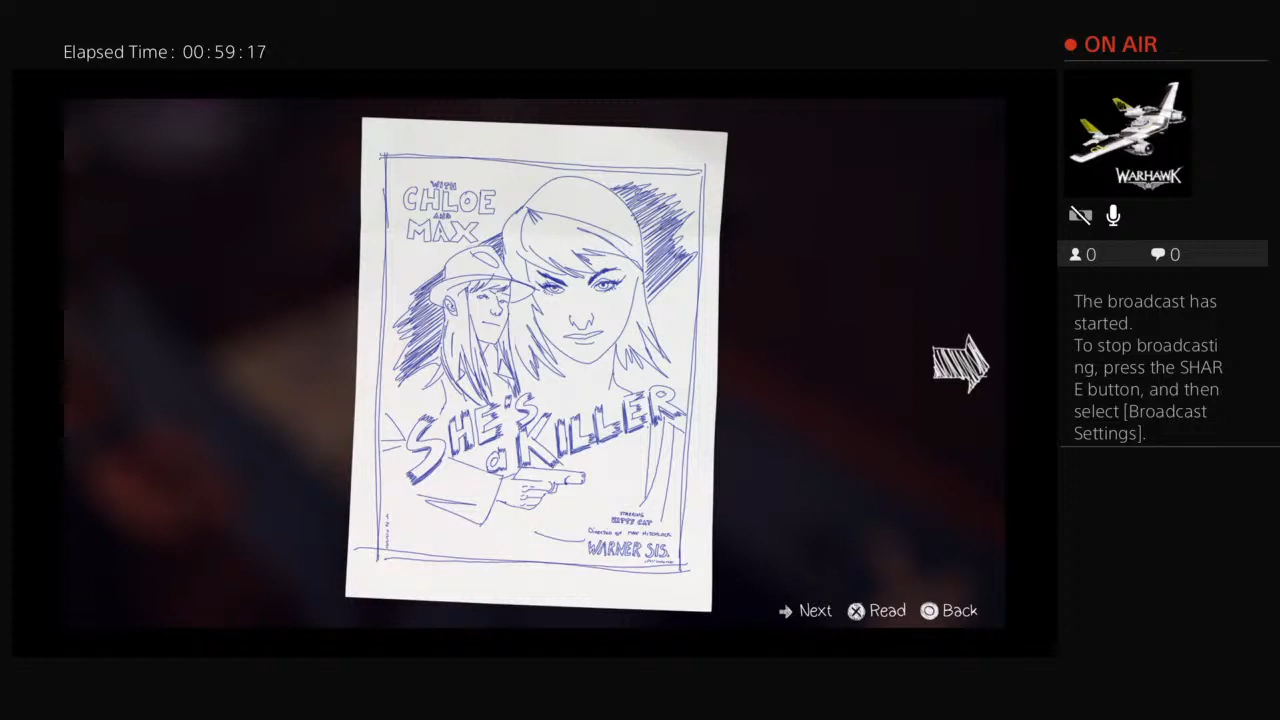 Elapsed Time: 00:59:17
ON AIR
WARHAWK
0
0
The broadcast has
started.
To stop broadcasti
ng, press the SHAR
E button, and then
select [Broadcast
Settings].
WITH
CHLOE
AND
MAX
SHE'S
a KILLER
STARRING
DIRECTED BY MAX HITCHCOCK
WARNER SIS.
Next
Read
Back